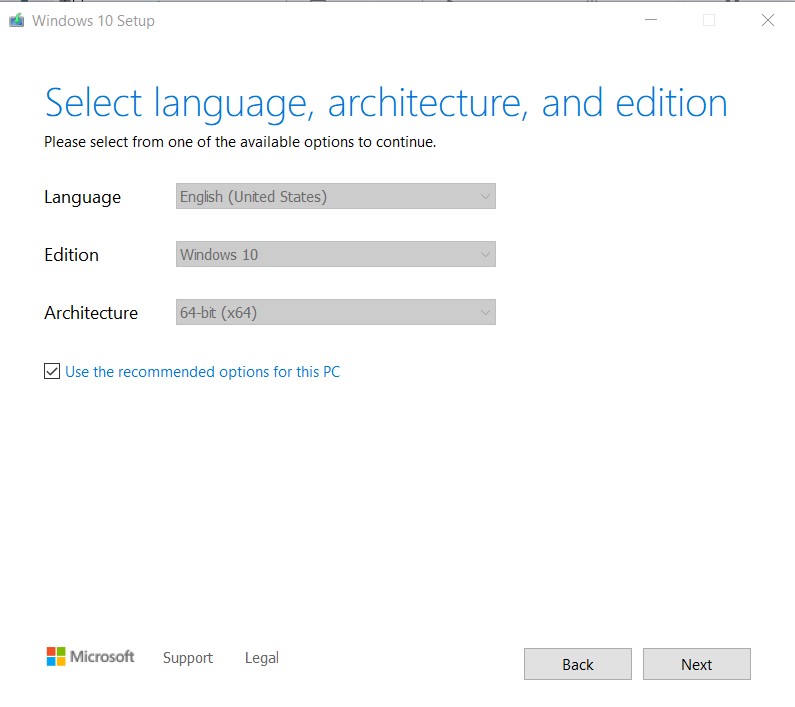 Windows 10 Setup
Select language, architecture, and edition
Please select from one of the available options to continue.
Language
English (United States)
Edition
Windows 10
Architecture
64-bit (x64)
Use the recommended options for this PC
Microsoft
Support
Legal
Back
Next